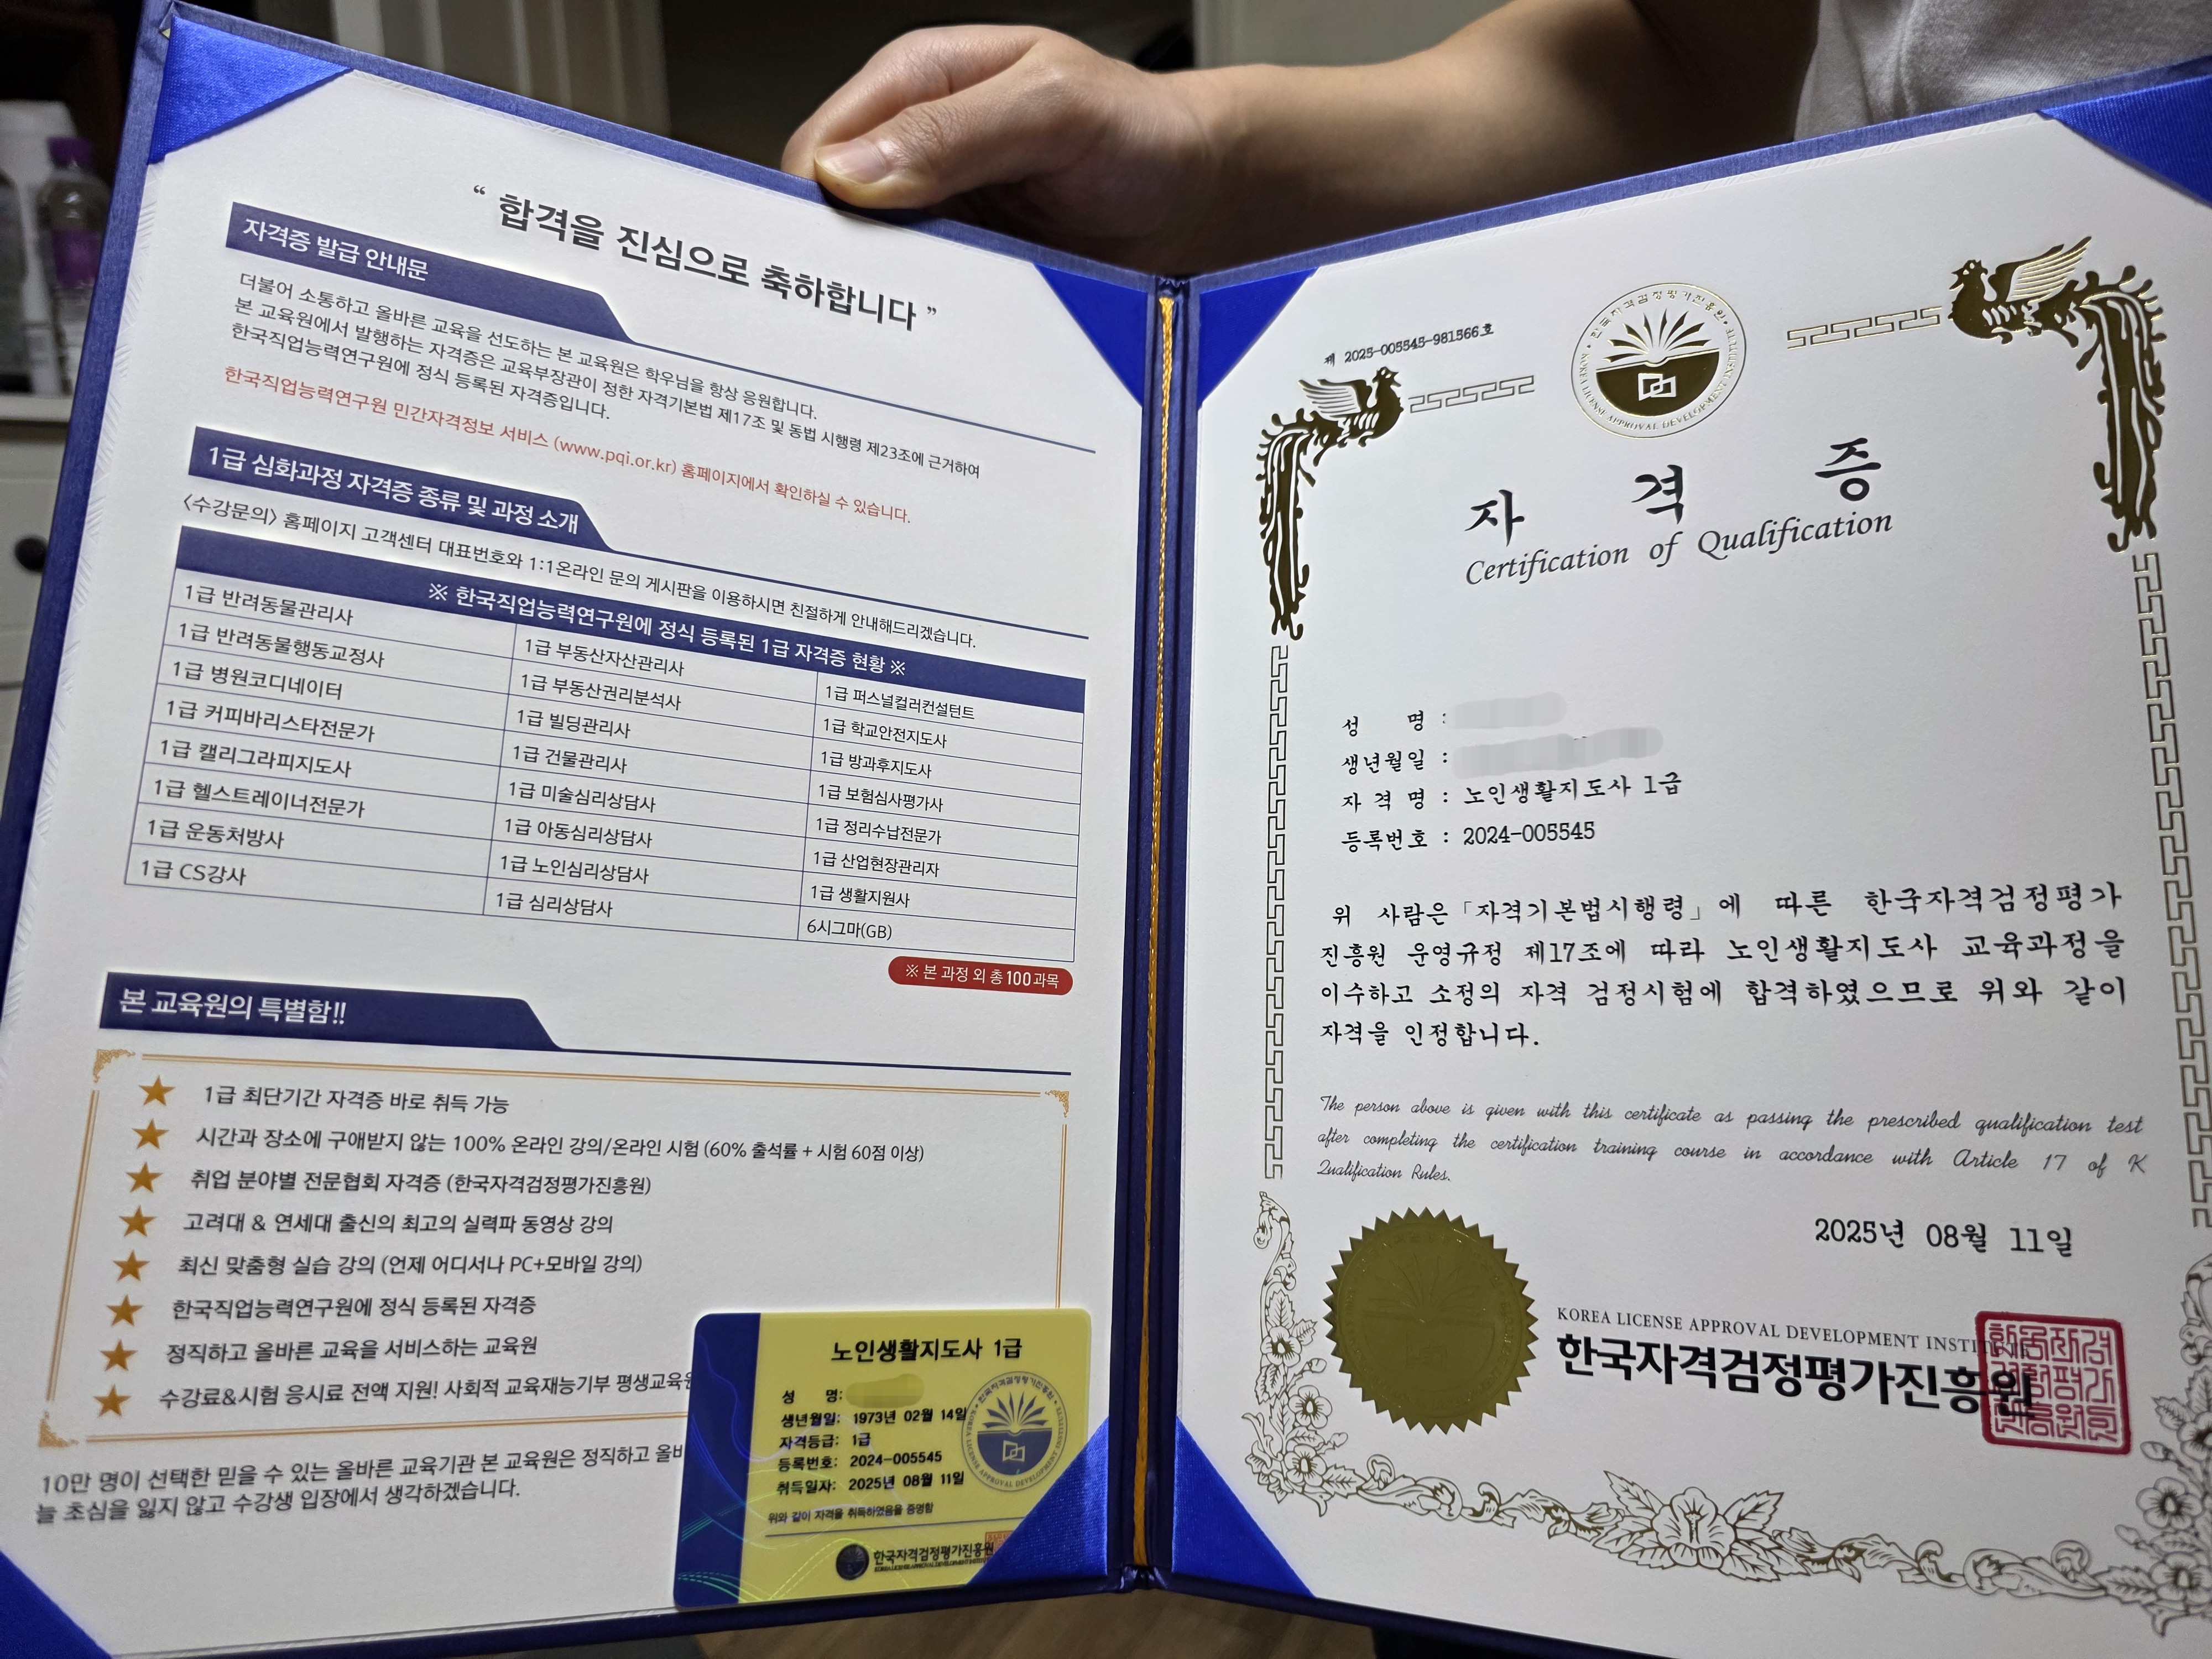 “ 합격을 진심으로 축하합니다 ”
자격증 발급 안내문
더불어 소통하고 올바른 교육을 선도하는 본 교육원은 학우님을 항상 응원합니다.
본 교육원에서 발행하는 자격증은 교육부장관이 정한 자격기본법 제17조 및 동법 시행령 제23조에 근거하여
한국직업능력연구원에 정식 등록된 자격증입니다.
한국직업능력연구원 민간자격정보 서비스 (www.pqi.or.kr) 홈페이지에서 확인하실 수 있습니다.
1급 심화과정 자격증 종류 및 과정 소개
<수강문의> 홈페이지 고객센터 대표번호와 1:1온라인 문의 게시판을 이용하시면 친절하게 안내해드리겠습니다.
※ 한국직업능력연구원에 정식 등록된 1급 자격증 현황 ※
1급 반려동물관리사 1급 부동산자산관리사 1급 퍼스널컬러컨설턴트
1급 반려동물행동교정사 1급 부동산권리분석사 1급 학교안전지도사
1급 병원코디네이터 1급 빌딩관리사 1급 방과후지도사
1급 커피바리스타전문가 1급 건물관리사 1급 보험심사평가사
1급 캘리그라피지도사 1급 미술심리상담사 1급 정리수납전문가
1급 헬스트레이너전문가 1급 아동심리상담사 1급 산업현장관리자
1급 운동처방사 1급 노인심리상담사 1급 생활지원사
1급 CS강사 1급 심리상담사 6시그마(GB)
※ 본 과정 외 총 100과목
본 교육원의 특별함!!
1급 최단기간 자격증 바로 취득 가능
시간과 장소에 구애받지 않는 100% 온라인 강의/온라인 시험 (60% 출석률 + 시험 60점 이상)
취업 분야별 전문협회 자격증 (한국자격검정평가진흥원)
고려대 & 연세대 출신의 최고의 실력파 동영상 강의
최신 맞춤형 실습 강의 (언제 어디서나 PC+모바일 강의)
한국직업능력연구원에 정식 등록된 자격증
정직하고 올바른 교육을 서비스하는 교육원
수강료&시험 응시료 전액 지원! 사회적 교육재능기부 평생교육원
10만 명이 선택한 믿을 수 있는 올바른 교육기관 본 교육원은 정직하고 올바
늘 초심을 잃지 않고 수강생 입장에서 생각하겠습니다.
노인생활지도사 1급
성 명:
생년월일: 1973년 02월 14일
자격등급: 1급
등록번호: 2024-005545
취득일자: 2025년 08월 11일
위와 같이 자격을 취득하였음을 증명함
한국자격검정평가진흥원
제 2025-005545-981566호
한국자격검정평가진흥원
KOREA LICENSE APPROVAL DEVELOPMENT INSTITUTE
자 격 증
Certification of Qualification
성 명 :
생년월일 :
자 격 명 : 노인생활지도사 1급
등록번호 : 2024-005545
위 사람은「자격기본법시행령」에 따른 한국자격검정평가
진흥원 운영규정 제17조에 따라 노인생활지도사 교육과정을
이수하고 소정의 자격 검정시험에 합격하였으므로 위와 같이
자격을 인정합니다.
The person above is given with this certificate as passing the prescribed qualification test
after completing the certification training course in accordance with Article 17 of K
Qualification Rules.
2025년 08월 11일
KOREA LICENSE APPROVAL DEVELOPMENT INSTITUTE
한국자격검정평가진흥원